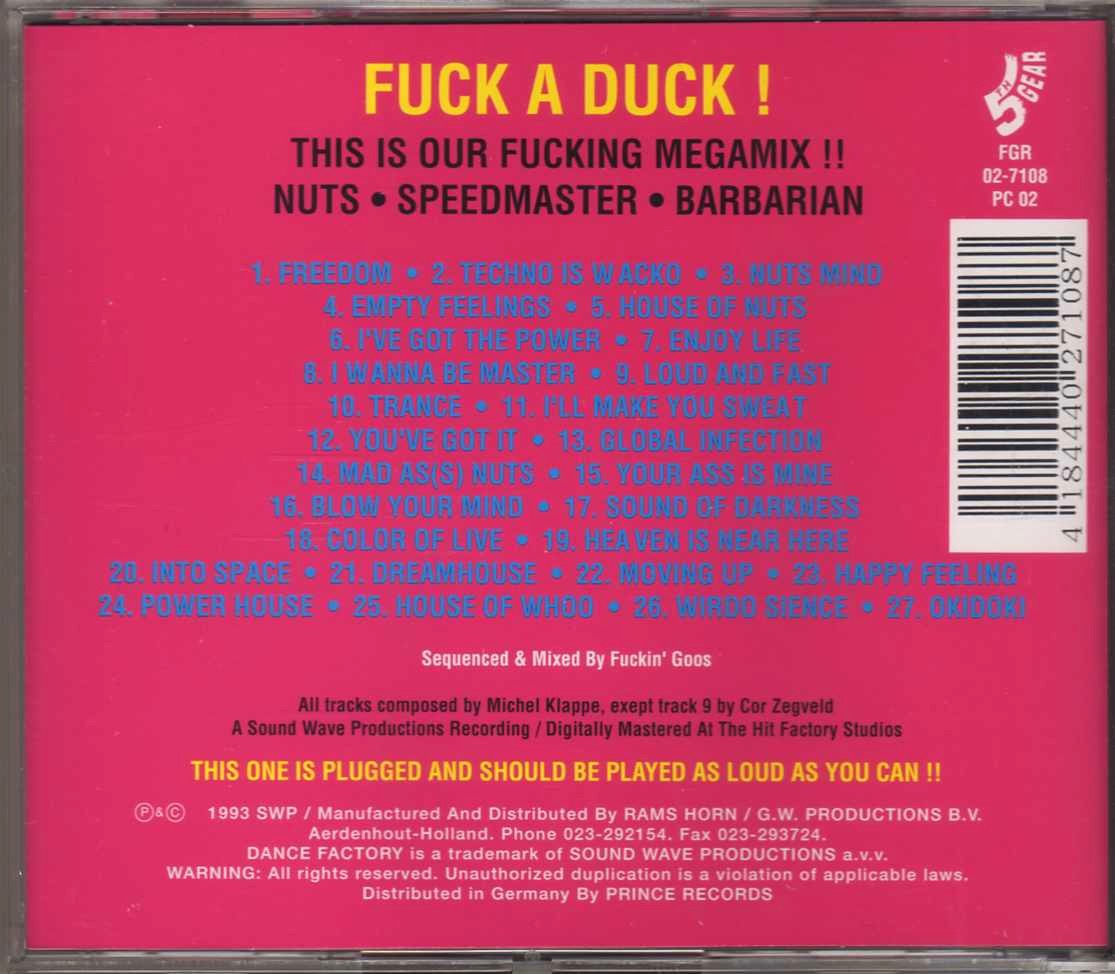 FUCK A DUCK !
THIS IS OUR FUCKING MEGAMIX !!
NUTS • SPEEDMASTER • BARBARIAN
5TH GEAR
FGR
02-7108
PC 02
1. FREEDOM • 2. TECHNO IS WACKO • 3. NUTS MIND
4. EMPTY FEELINGS • 5. HOUSE OF NUTS
6. I'VE GOT THE POWER • 7. ENJOY LIFE
8. I WANNA BE MASTER • 9. LOUD AND FAST
10. TRANCE • 11. I'LL MAKE YOU SWEAT
12. YOU'VE GOT IT • 13. GLOBAL INFECTION
14. MAD AS(S) NUTS • 15. YOUR ASS IS MINE
16. BLOW YOUR MIND • 17. SOUND OF DARKNESS
18. COLOR OF LIVE • 19. HEAVEN IS NEAR HERE
20. INTO SPACE • 21. DREAMHOUSE • 22. MOVING UP • 23. HAPPY FEELING
24. POWER HOUSE • 25. HOUSE OF WHOO • 26. WIRDO SIENCE • 27. OKIDOKI
4 184440 271087
Sequenced & Mixed By Fuckin' Goos
All tracks composed by Michel Klappe, exept track 9 by Cor Zegveld
A Sound Wave Productions Recording / Digitally Mastered At The Hit Factory Studios
THIS ONE IS PLUGGED AND SHOULD BE PLAYED AS LOUD AS YOU CAN !!
Ⓟ&Ⓒ 1993 SWP / Manufactured And Distributed By RAMS HORN / G.W. PRODUCTIONS B.V.
Aerdenhout-Holland. Phone 023-292154. Fax 023-293724.
DANCE FACTORY is a trademark of SOUND WAVE PRODUCTIONS a.v.v.
WARNING: All rights reserved. Unauthorized duplication is a violation of applicable laws.
Distributed in Germany By PRINCE RECORDS